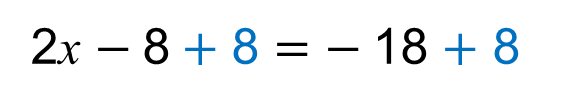 2x − 8 + 8 = − 18 + 8